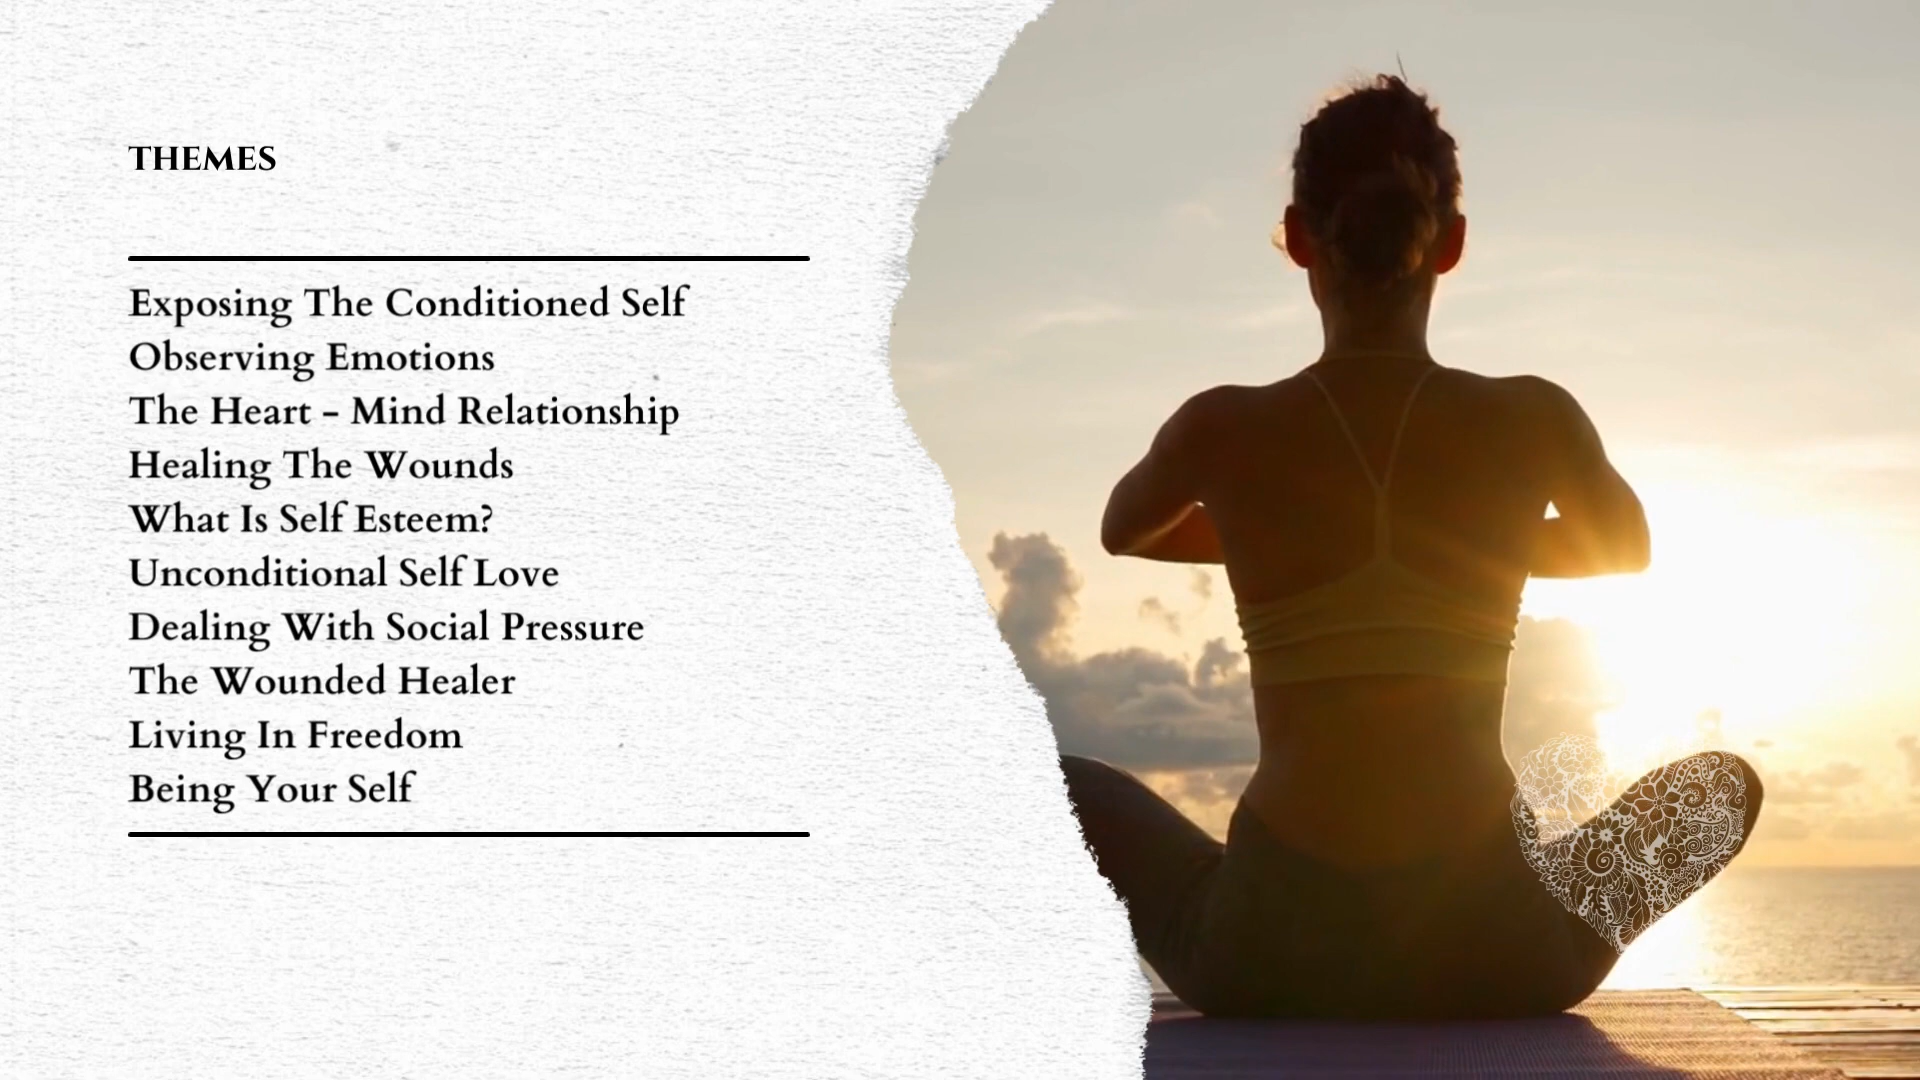 THEMES
Exposing The Conditioned Self
Observing Emotions
The Heart - Mind Relationship
Healing The Wounds
What Is Self Esteem?
Unconditional Self Love
Dealing With Social Pressure
The Wounded Healer
Living In Freedom
Being Your Self